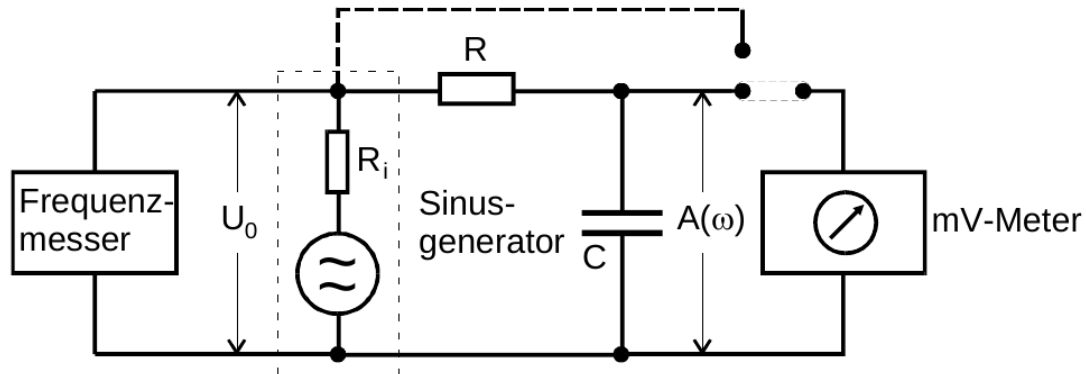 R
Frequenz-
messer
U0
Ri
Sinus-
generator
C
A(ω)
mV-Meter